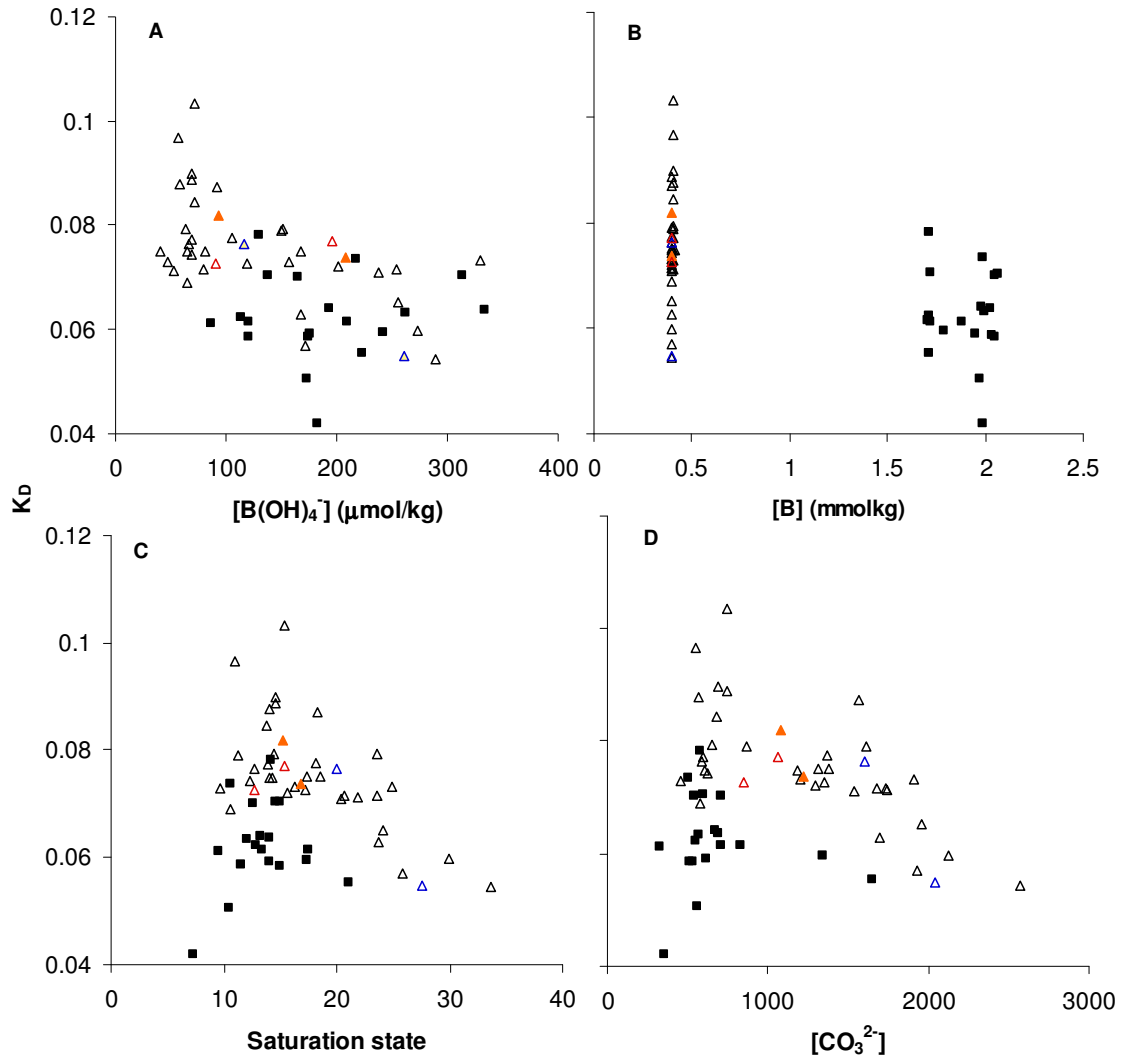 0.12
0.1
0.08
0.06
0.04
A
0 100 200 300 400
[B(OH)₄⁻] (μmol/kg)
B
0 0.5 1 1.5 2 2.5
[B] (mmolkg)
K_D
0.12
0.1
0.08
0.06
0.04
C
0 10 20 30 40
Saturation state
D
0 1000 2000 3000
[CO₃²⁻]